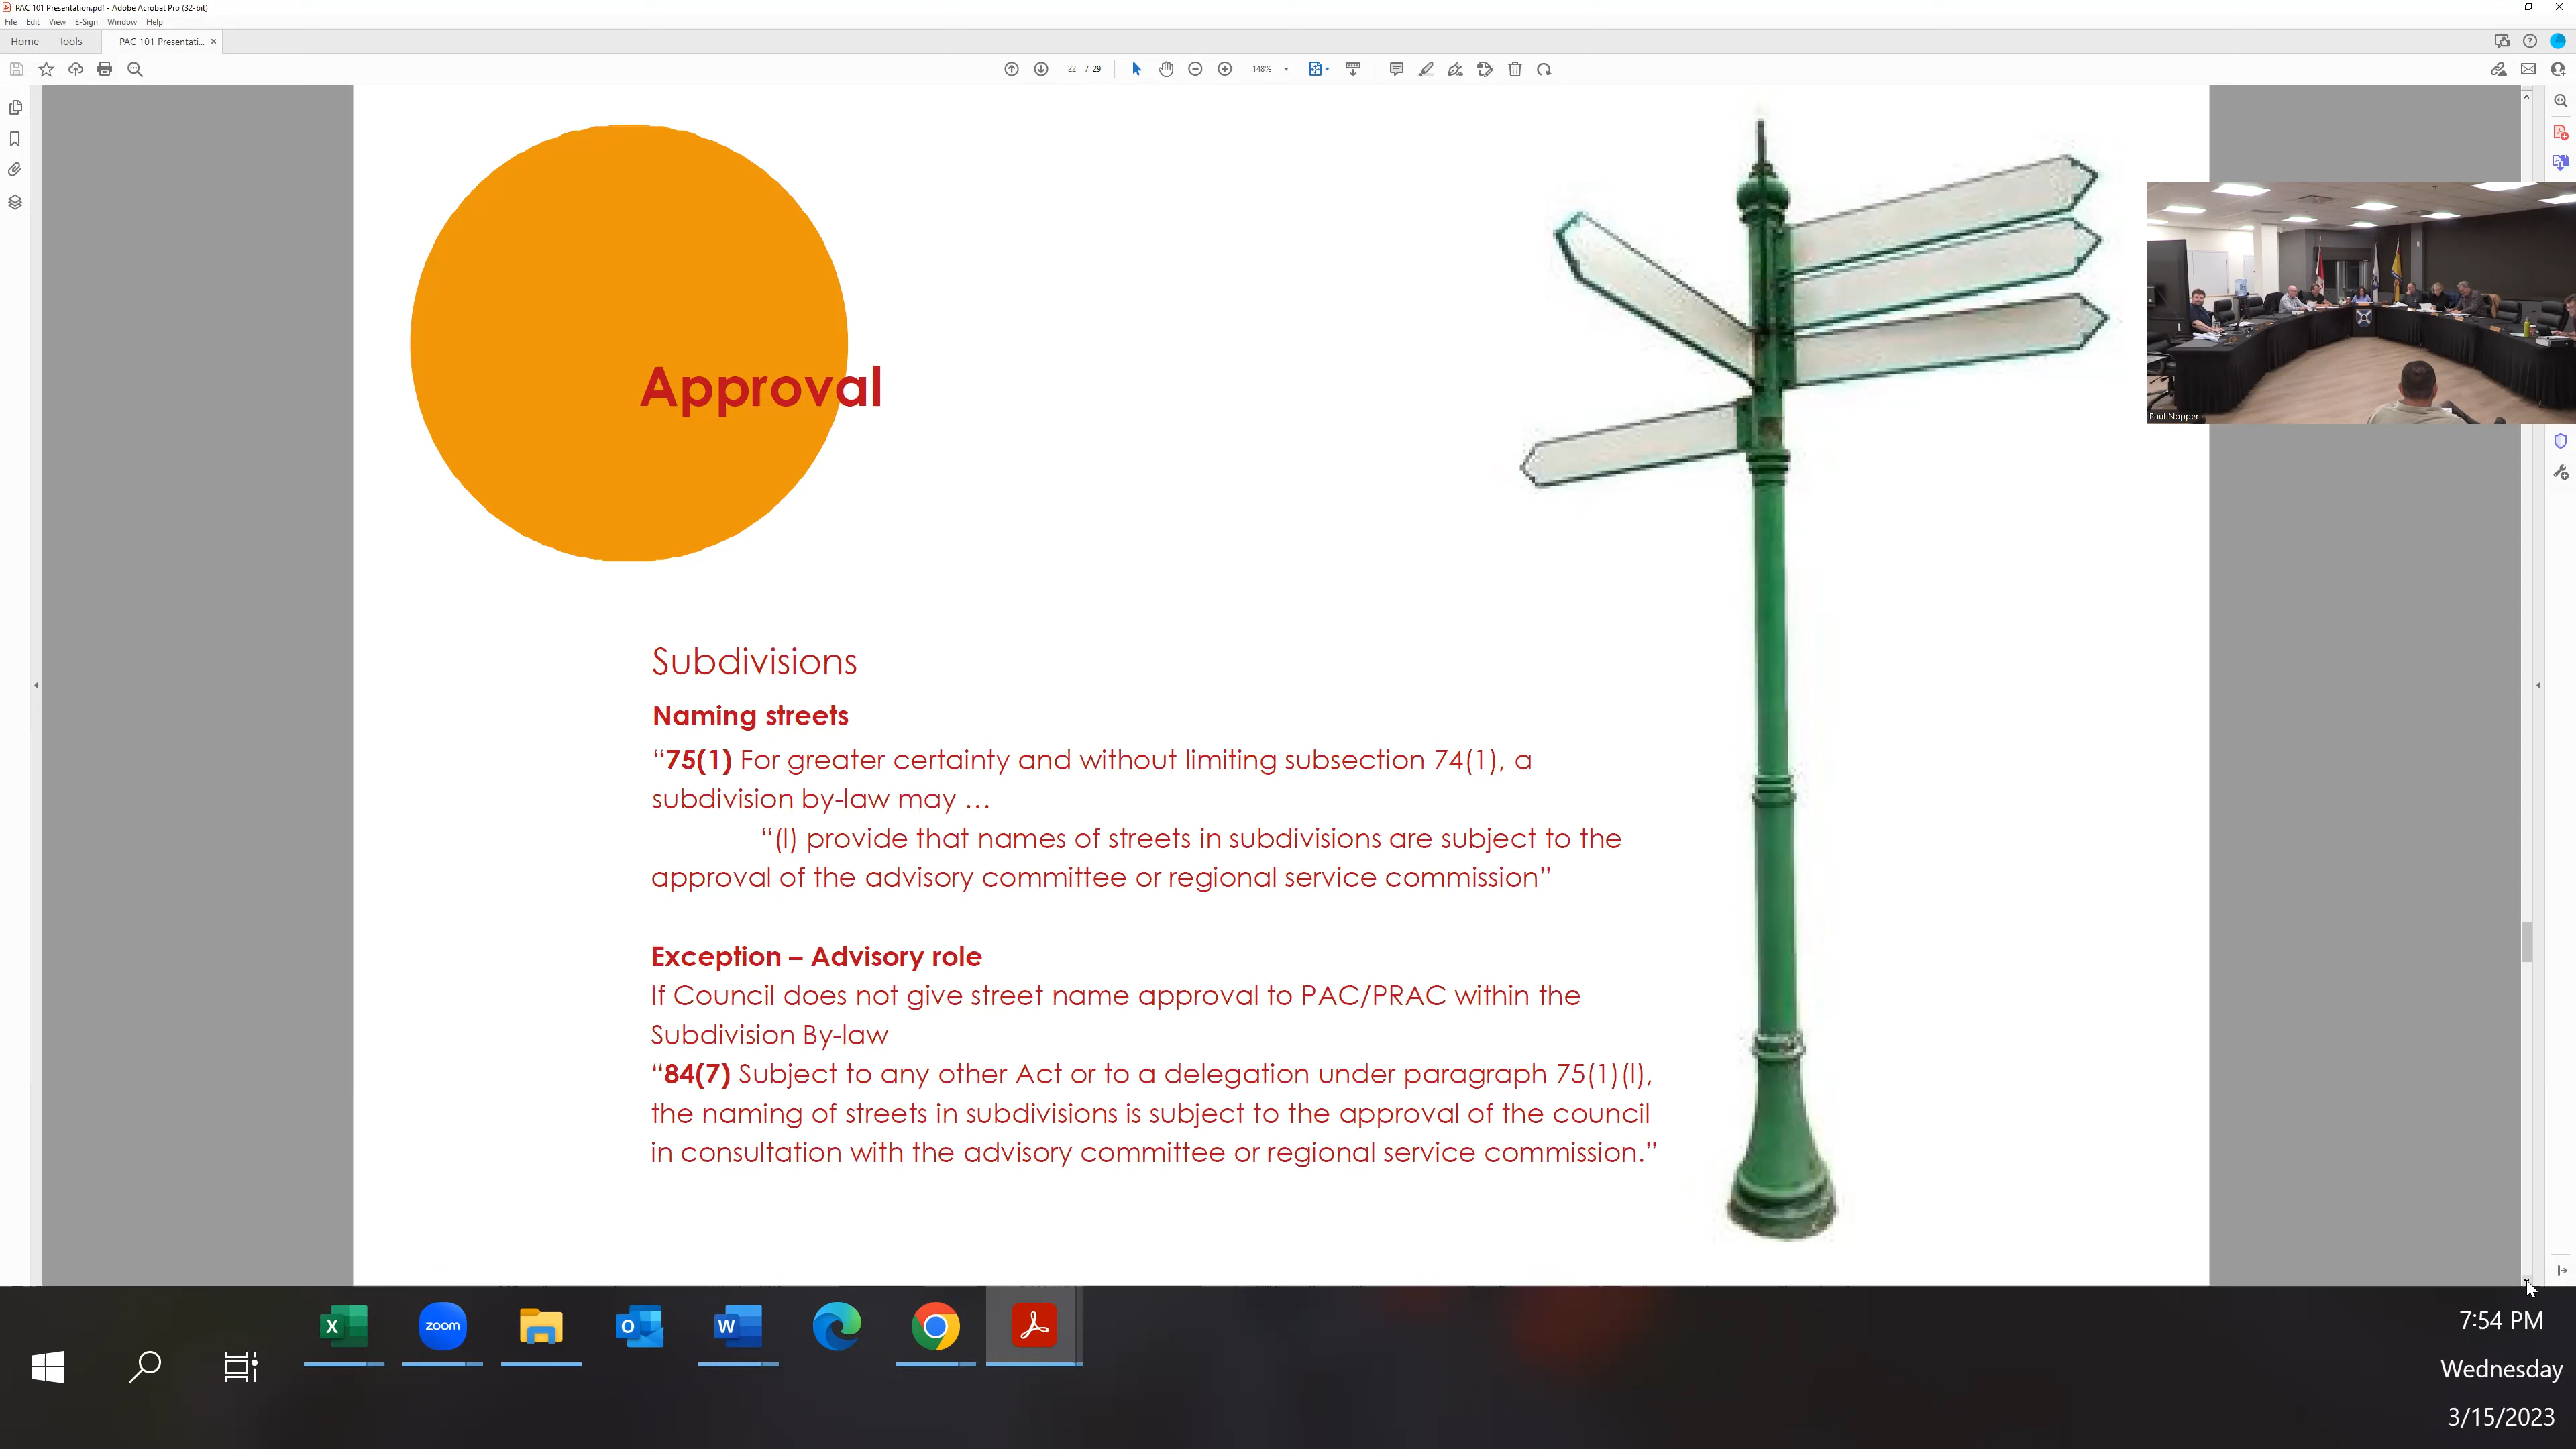 PAC 101 Presentation.pdf - Adobe Acrobat Pro (32-bit)
File Edit View E-Sign Window Help
Home Tools PAC 101 Presentati... ×
22 / 29 148%
Approval
Paul Nopper
Subdivisions
Naming streets
“75(1) For greater certainty and without limiting subsection 74(1), a
subdivision by-law may …
“(l) provide that names of streets in subdivisions are subject to the
approval of the advisory committee or regional service commission”
Exception – Advisory role
If Council does not give street name approval to PAC/PRAC within the
Subdivision By-law
“84(7) Subject to any other Act or to a delegation under paragraph 75(1)(l),
the naming of streets in subdivisions is subject to the approval of the council
in consultation with the advisory committee or regional service commission.”
zoom
7:54 PM
Wednesday
3/15/2023